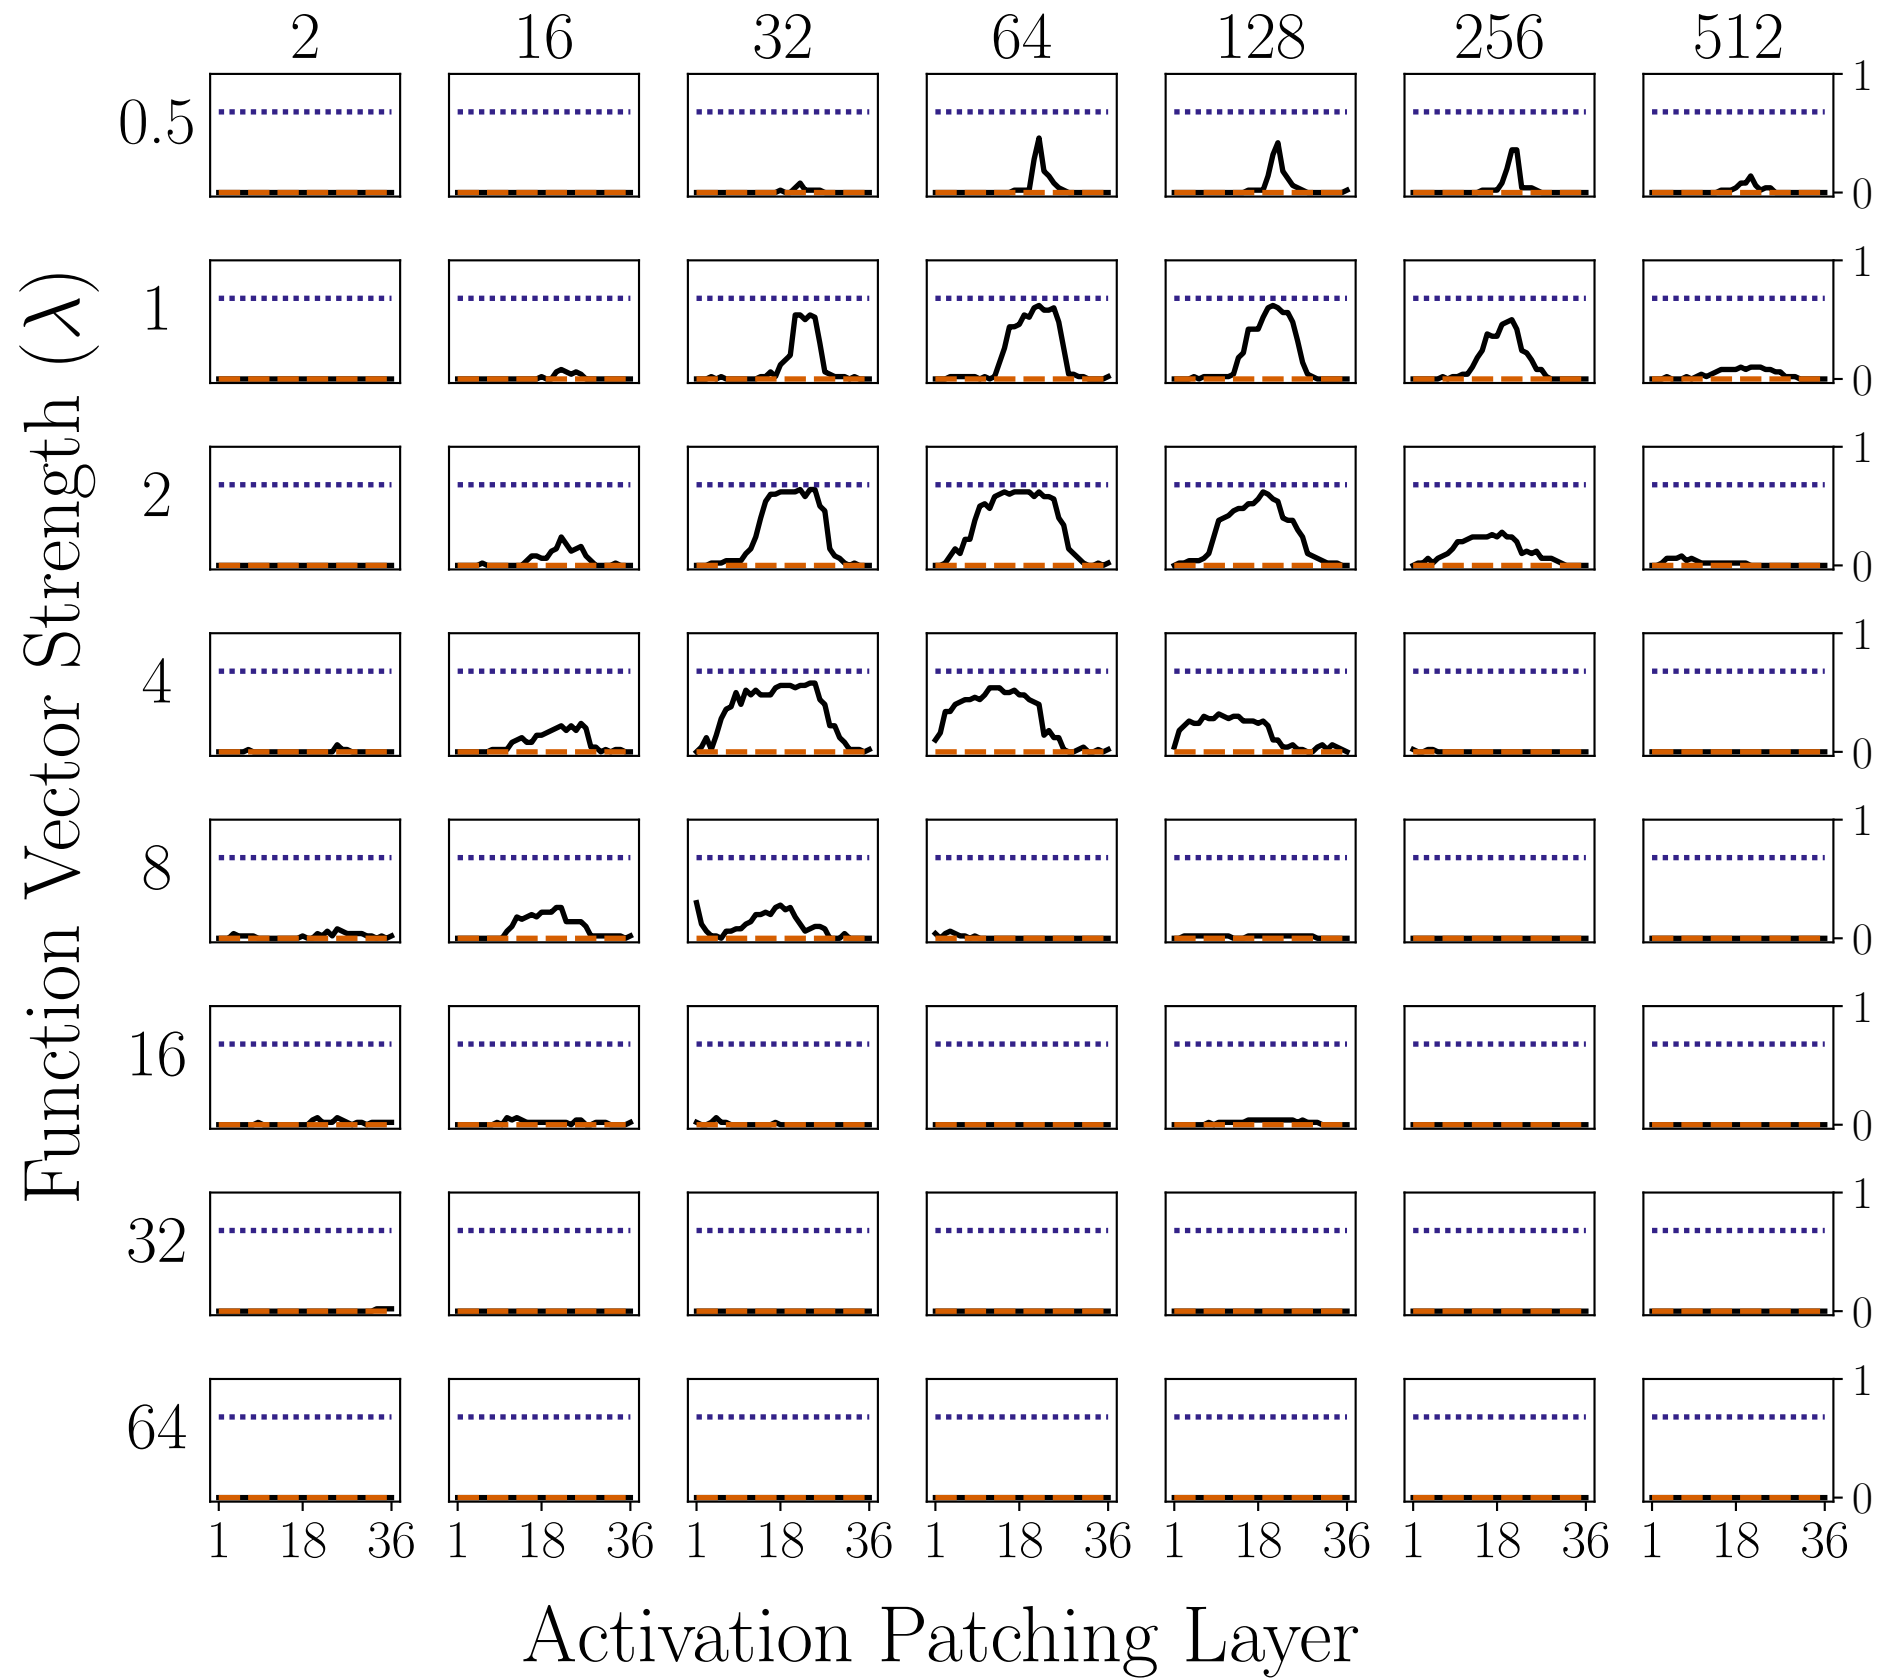 2 16 32 64 128 256 512
Function Vector Strength (λ)
0.5 1 0
1 1 0
2 1 0
4 1 0
8 1 0
16 1 0
32 1 0
64 1 0
1 18 36 1 18 36 1 18 36 1 18 36 1 18 36 1 18 36 1 18 36
Activation Patching Layer